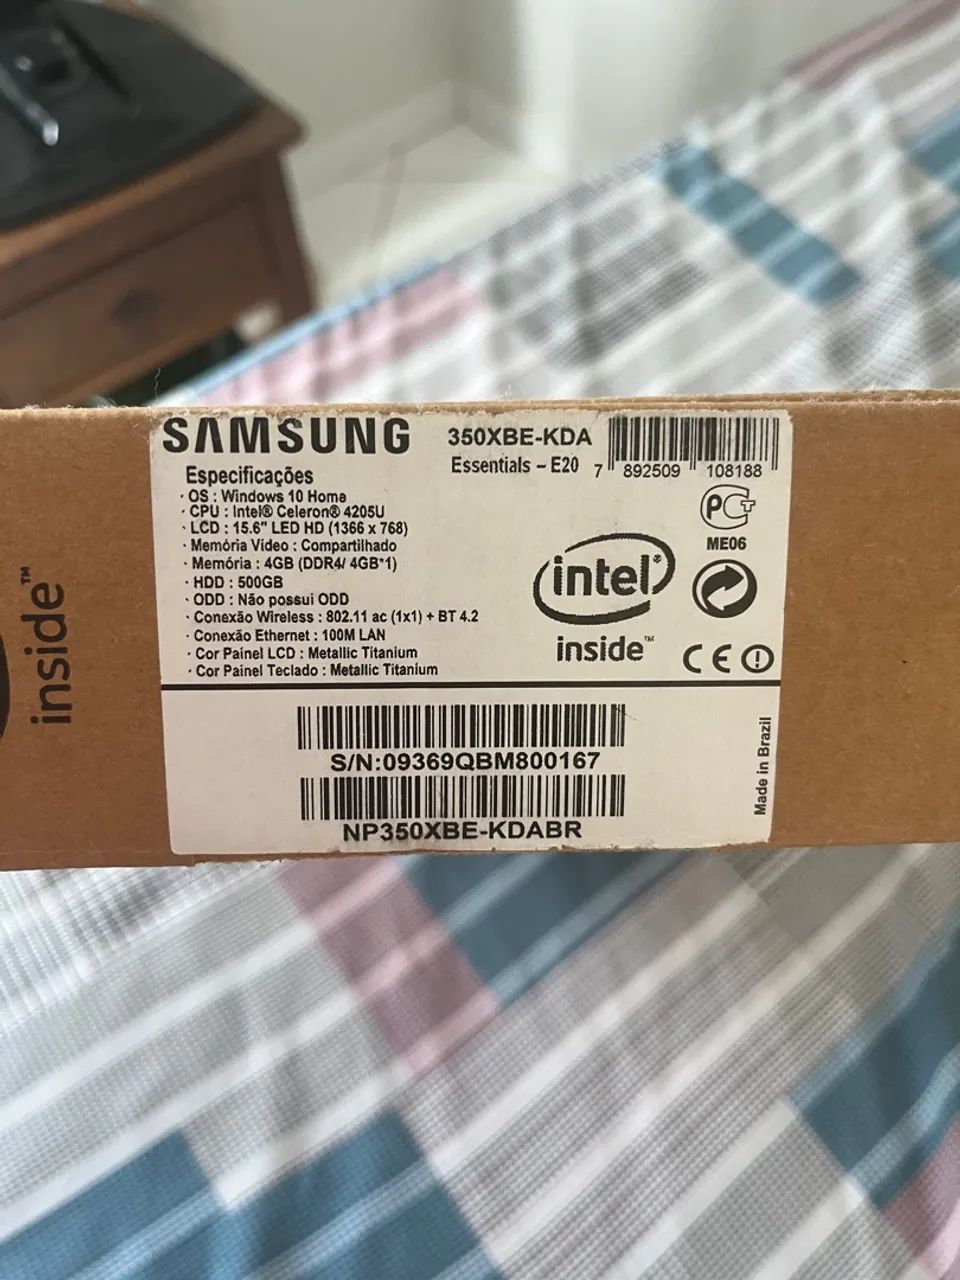 SAMSUNG
350XBE-KDA
Essentials – E20
7 892509 108188
Especificações
· OS : Windows 10 Home
· CPU : Intel® Celeron® 4205U
· LCD : 15.6" LED HD (1366 x 768)
· Memória Vídeo : Compartilhado
· Memória : 4GB (DDR4/ 4GB*1)
· HDD : 500GB
· ODD : Não possui ODD
· Conexão Wireless : 802.11 ac (1x1) + BT 4.2
· Conexão Ethernet : 100M LAN
· Cor Painel LCD : Metallic Titanium
· Cor Painel Teclado : Metallic Titanium
intel®
inside™
PCT
ME06
CE
inside™
S/N:09369QBM800167
NP350XBE-KDABR
Made in Brazil